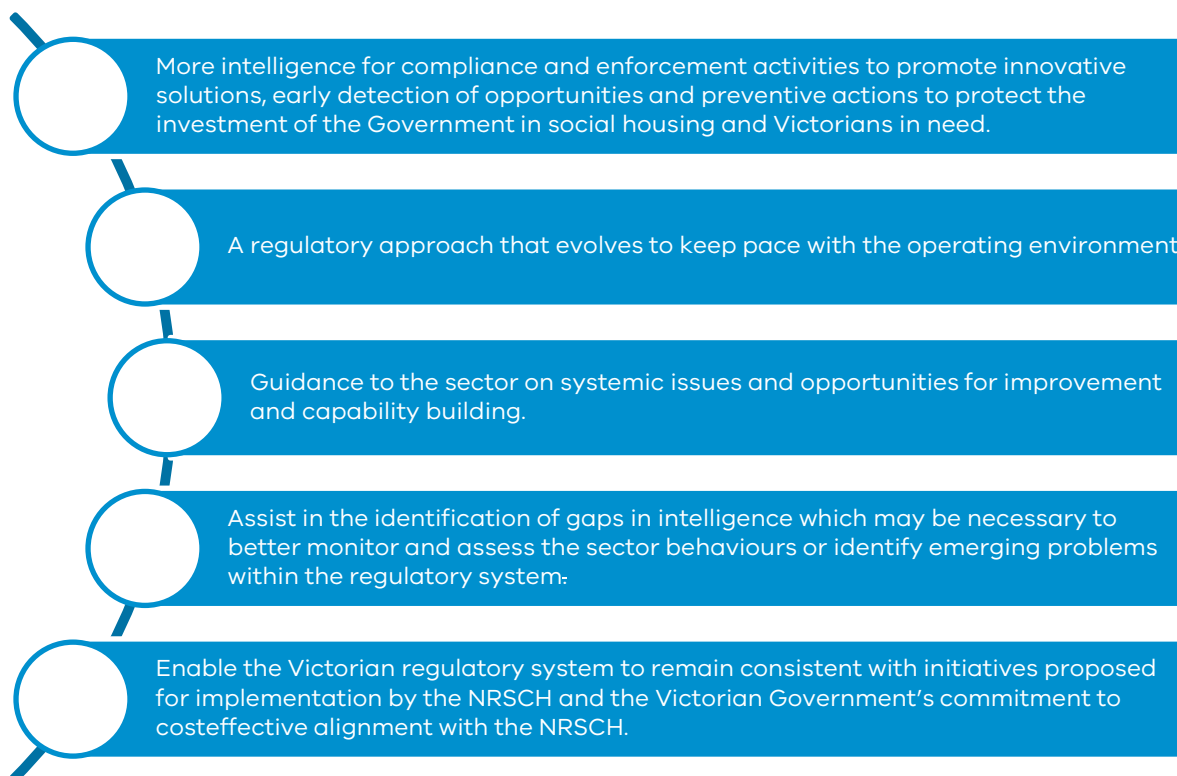 More intelligence for compliance and enforcement activities to promote innovative
solutions, early detection of opportunities and preventive actions to protect the
investment of the Government in social housing and Victorians in need.
A regulatory approach that evolves to keep pace with the operating environment
Guidance to the sector on systemic issues and opportunities for improvement
and capability building.
Assist in the identification of gaps in intelligence which may be necessary to
better monitor and assess the sector behaviours or identify emerging problems
within the regulatory system.
Enable the Victorian regulatory system to remain consistent with initiatives proposed
for implementation by the NRSCH and the Victorian Government’s commitment to
costeffective alignment with the NRSCH.